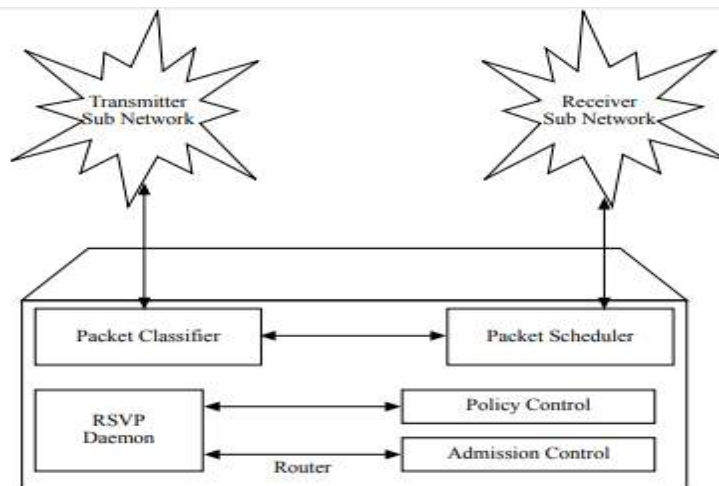 Transmitter
Sub Network
Receiver
Sub Network
Packet Classifier
Packet Scheduler
RSVP
Daemon
Policy Control
Admission Control
Router